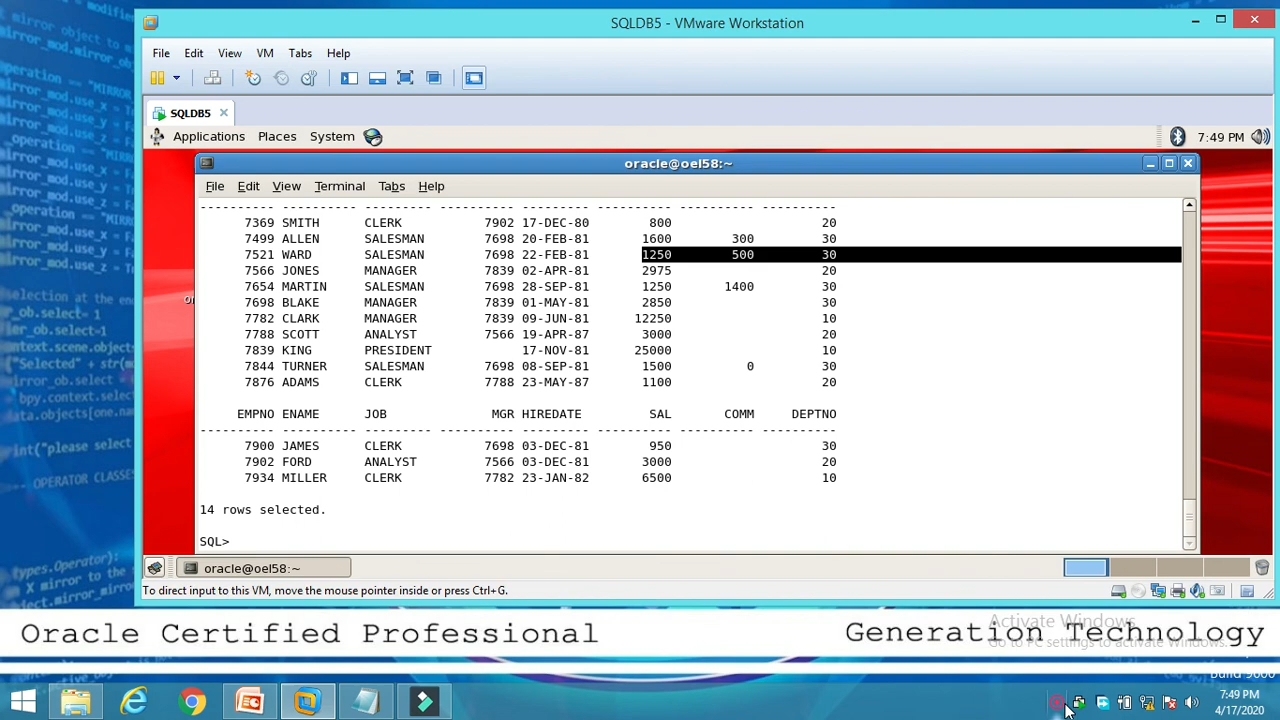 SQLDB5 - VMware Workstation
File Edit View VM Tabs Help
SQLDB5
Applications Places System 7:49 PM
oracle@oel58:~
File Edit View Terminal Tabs Help
---------- ---------- --------- ---------- --------- ---------- ---------- ----------
7369 SMITH CLERK 7902 17-DEC-80 800 20
7499 ALLEN SALESMAN 7698 20-FEB-81 1600 300 30
7521 WARD SALESMAN 7698 22-FEB-81 1250 500 30
7566 JONES MANAGER 7839 02-APR-81 2975 20
7654 MARTIN SALESMAN 7698 28-SEP-81 1250 1400 30
7698 BLAKE MANAGER 7839 01-MAY-81 2850 30
7782 CLARK MANAGER 7839 09-JUN-81 12250 10
7788 SCOTT ANALYST 7566 19-APR-87 3000 20
7839 KING PRESIDENT 17-NOV-81 25000 10
7844 TURNER SALESMAN 7698 08-SEP-81 1500 0 30
7876 ADAMS CLERK 7788 23-MAY-87 1100 20
EMPNO ENAME JOB MGR HIREDATE SAL COMM DEPTNO
---------- ---------- --------- ---------- --------- ---------- ---------- ----------
7900 JAMES CLERK 7698 03-DEC-81 950 30
7902 FORD ANALYST 7566 03-DEC-81 3000 20
7934 MILLER CLERK 7782 23-JAN-82 6500 10
14 rows selected.
SQL>
oracle@oel58:~
To direct input to this VM, move the mouse pointer inside or press Ctrl+G.
Oracle Certified Professional
Generation Technology
Activate Windows
Go to PC settings to activate Windows.
7:49 PM
4/17/2020